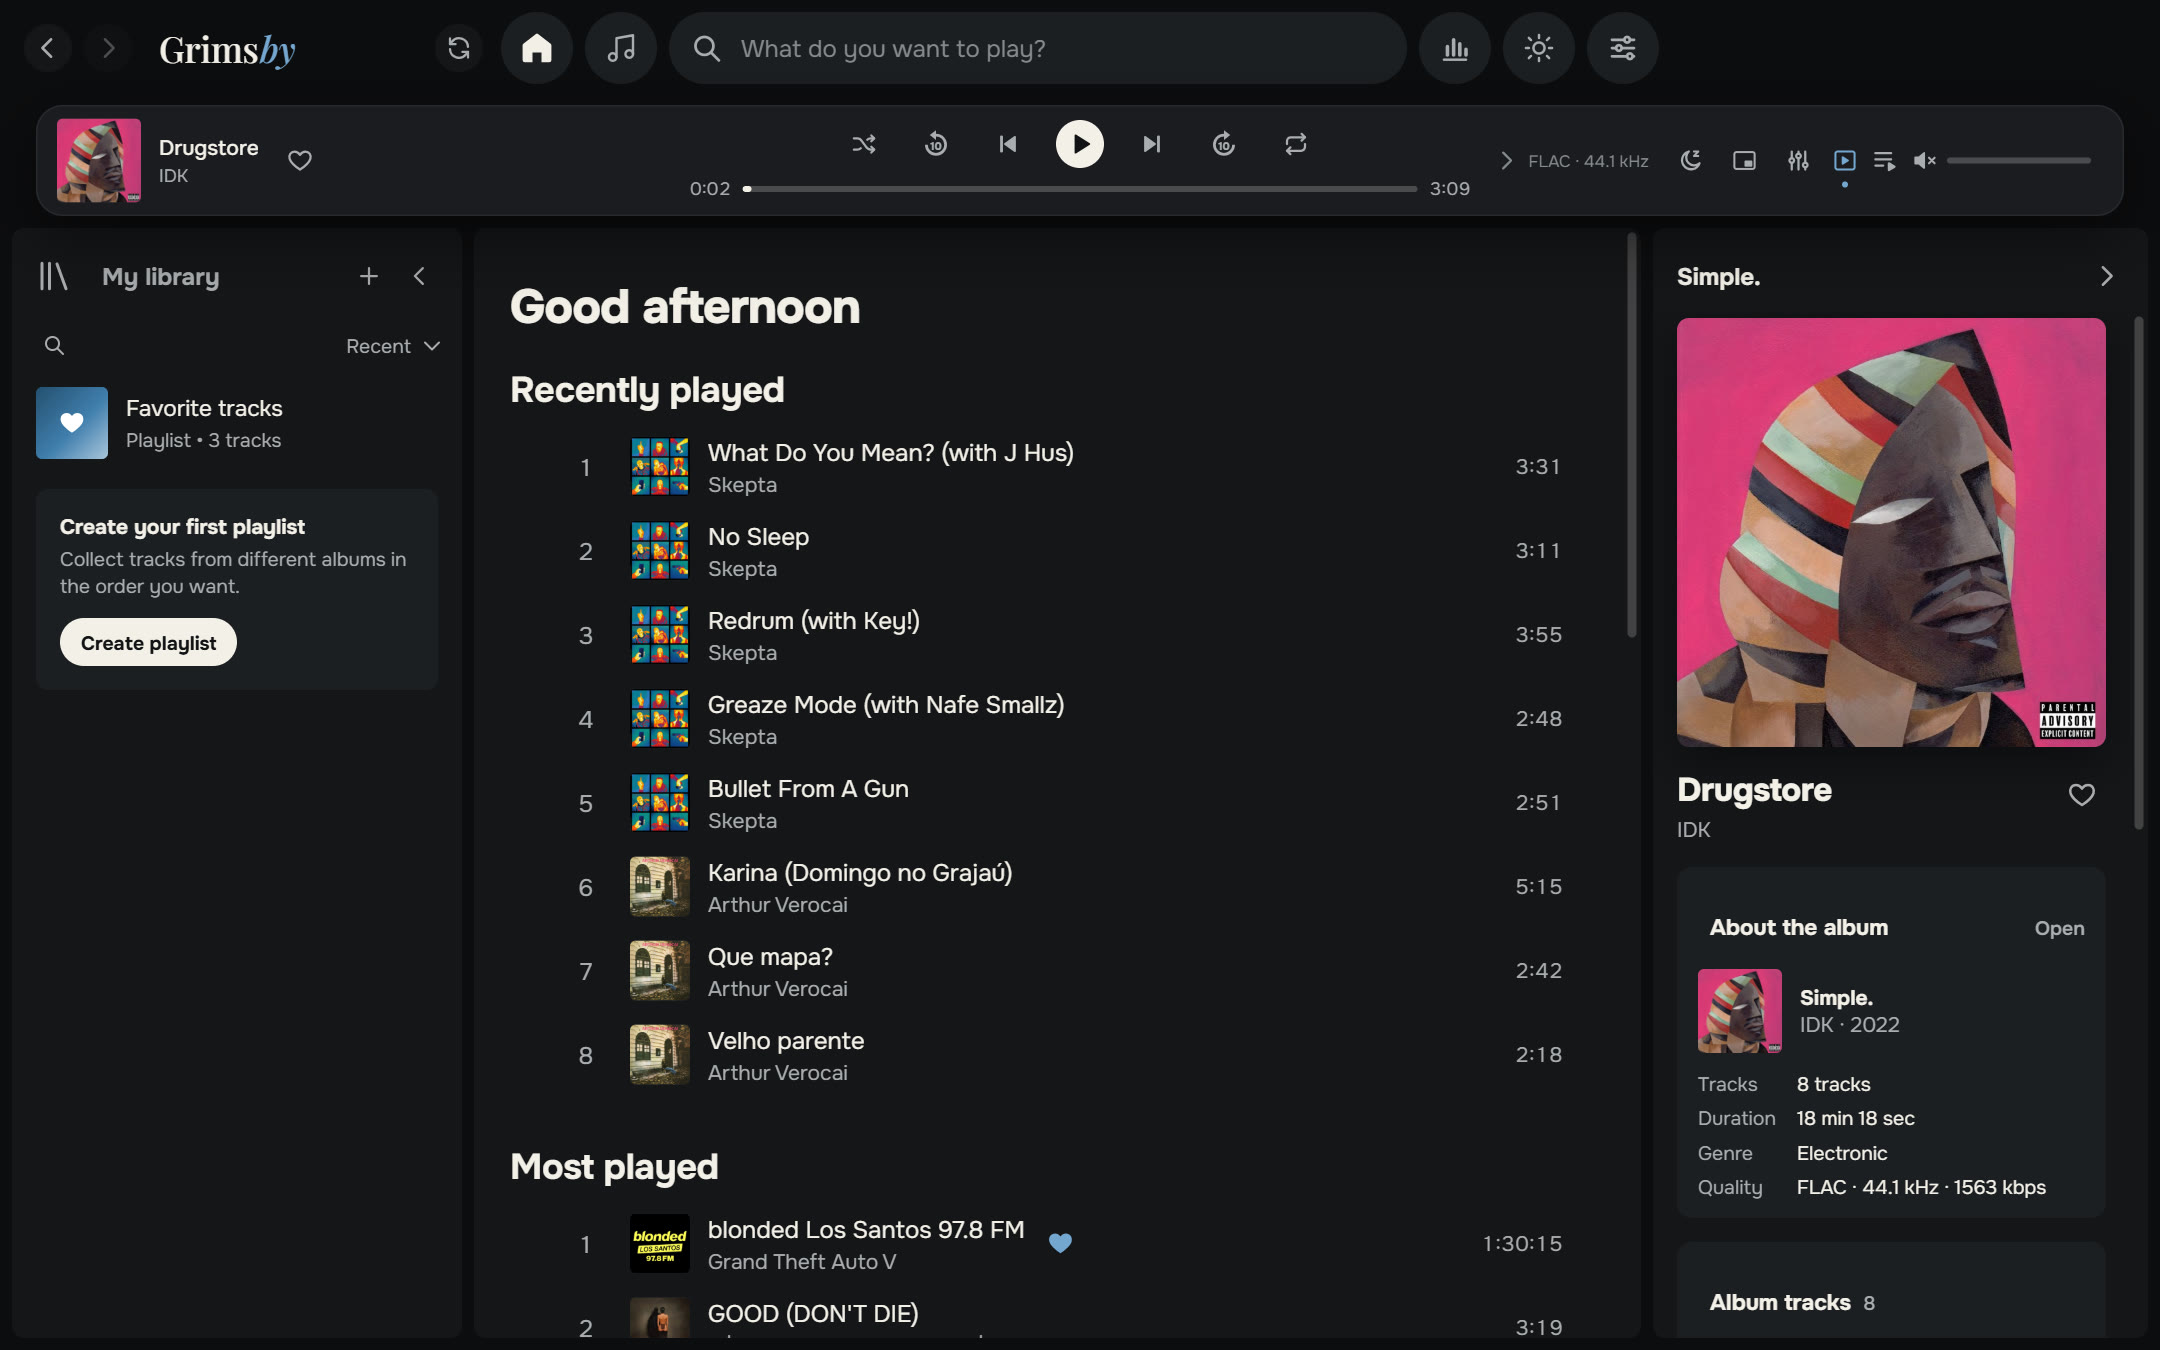 Grimsby
What do you want to play?
Drugstore
IDK
10
10
0:02
3:09
FLAC · 44.1 kHz
My library
Recent
Favorite tracks
Playlist • 3 tracks
Create your first playlist
Collect tracks from different albums in
the order you want.
Create playlist
Good afternoon
Recently played
1
What Do You Mean? (with J Hus)
Skepta
3:31
2
No Sleep
Skepta
3:11
3
Redrum (with Key!)
Skepta
3:55
4
Greaze Mode (with Nafe Smallz)
Skepta
2:48
5
Bullet From A Gun
Skepta
2:51
6
Karina (Domingo no Grajaú)
Arthur Verocai
5:15
7
Que mapa?
Arthur Verocai
2:42
8
Velho parente
Arthur Verocai
2:18
Most played
1
blonded
LOS SANTOS
97.8 FM
blonded Los Santos 97.8 FM
Grand Theft Auto V
1:30:15
2
GOOD (DON'T DIE)
3:19
Simple.
PARENTAL
ADVISORY
EXPLICIT CONTENT
Drugstore
IDK
About the album
Open
Simple.
IDK · 2022
Tracks 8 tracks
Duration 18 min 18 sec
Genre Electronic
Quality FLAC · 44.1 kHz · 1563 kbps
Album tracks 8